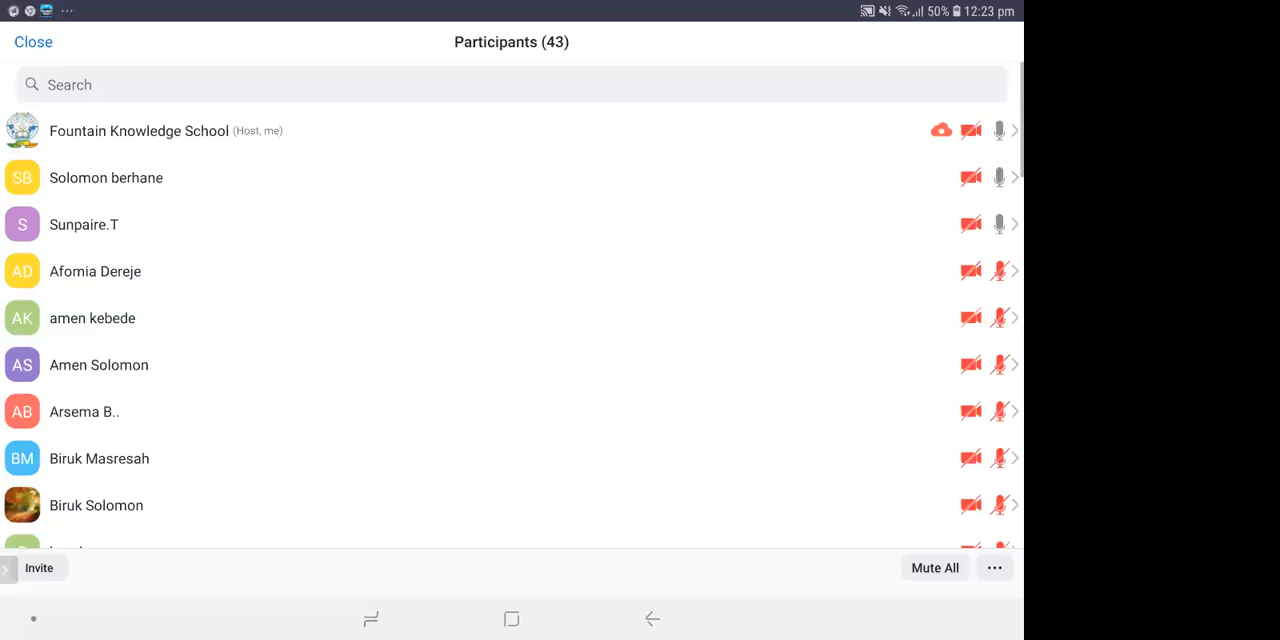 50% 12:23 pm
Close
Participants (43)
Search
Fountain Knowledge School (Host, me)
SB Solomon berhane
S Sunpaire.T
AD Afomia Dereje
AK amen kebede
AS Amen Solomon
AB Arsema B..
BM Biruk Masresah
Biruk Solomon
Invite
Mute All